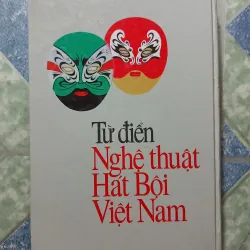 Từ điển
Nghệ thuật
Hát Bội
Việt Nam